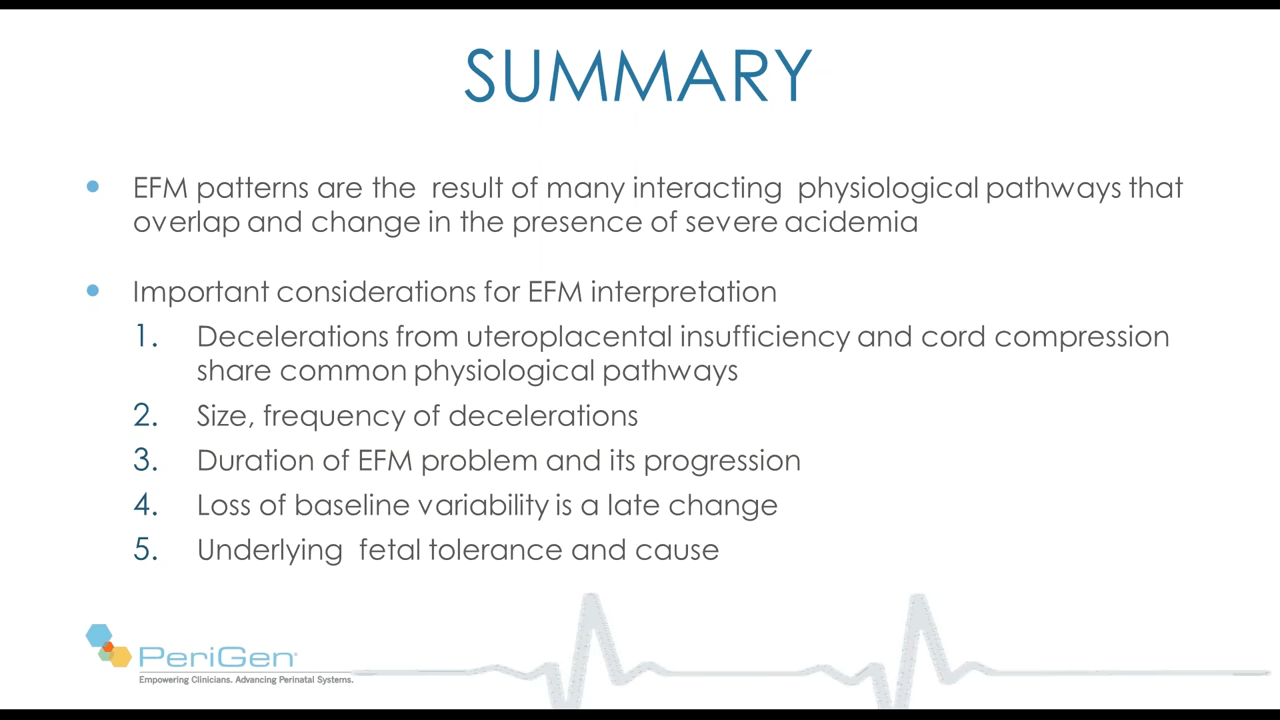 SUMMARY
• EFM patterns are the result of many interacting physiological pathways that
overlap and change in the presence of severe acidemia
• Important considerations for EFM interpretation
1. Decelerations from uteroplacental insufficiency and cord compression
share common physiological pathways
2. Size, frequency of decelerations
3. Duration of EFM problem and its progression
4. Loss of baseline variability is a late change
5. Underlying fetal tolerance and cause
PeriGen®
Empowering Clinicians. Advancing Perinatal Systems.